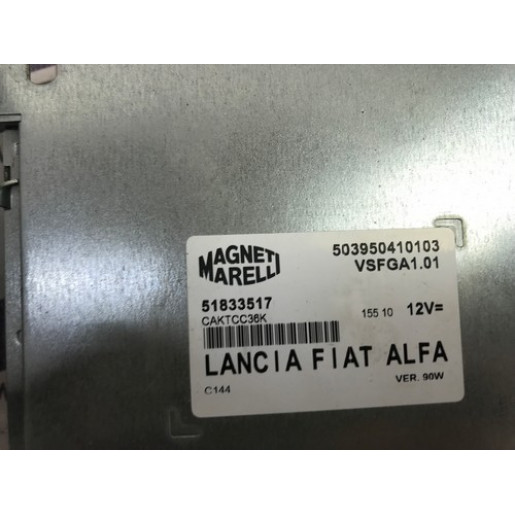 MAGNETI
MARELLI
503950410103
VSFGA1.01
51833517
CAKTCC36K
155 10 12V=
LANCIA FIAT ALFA
C144
VER. 90W